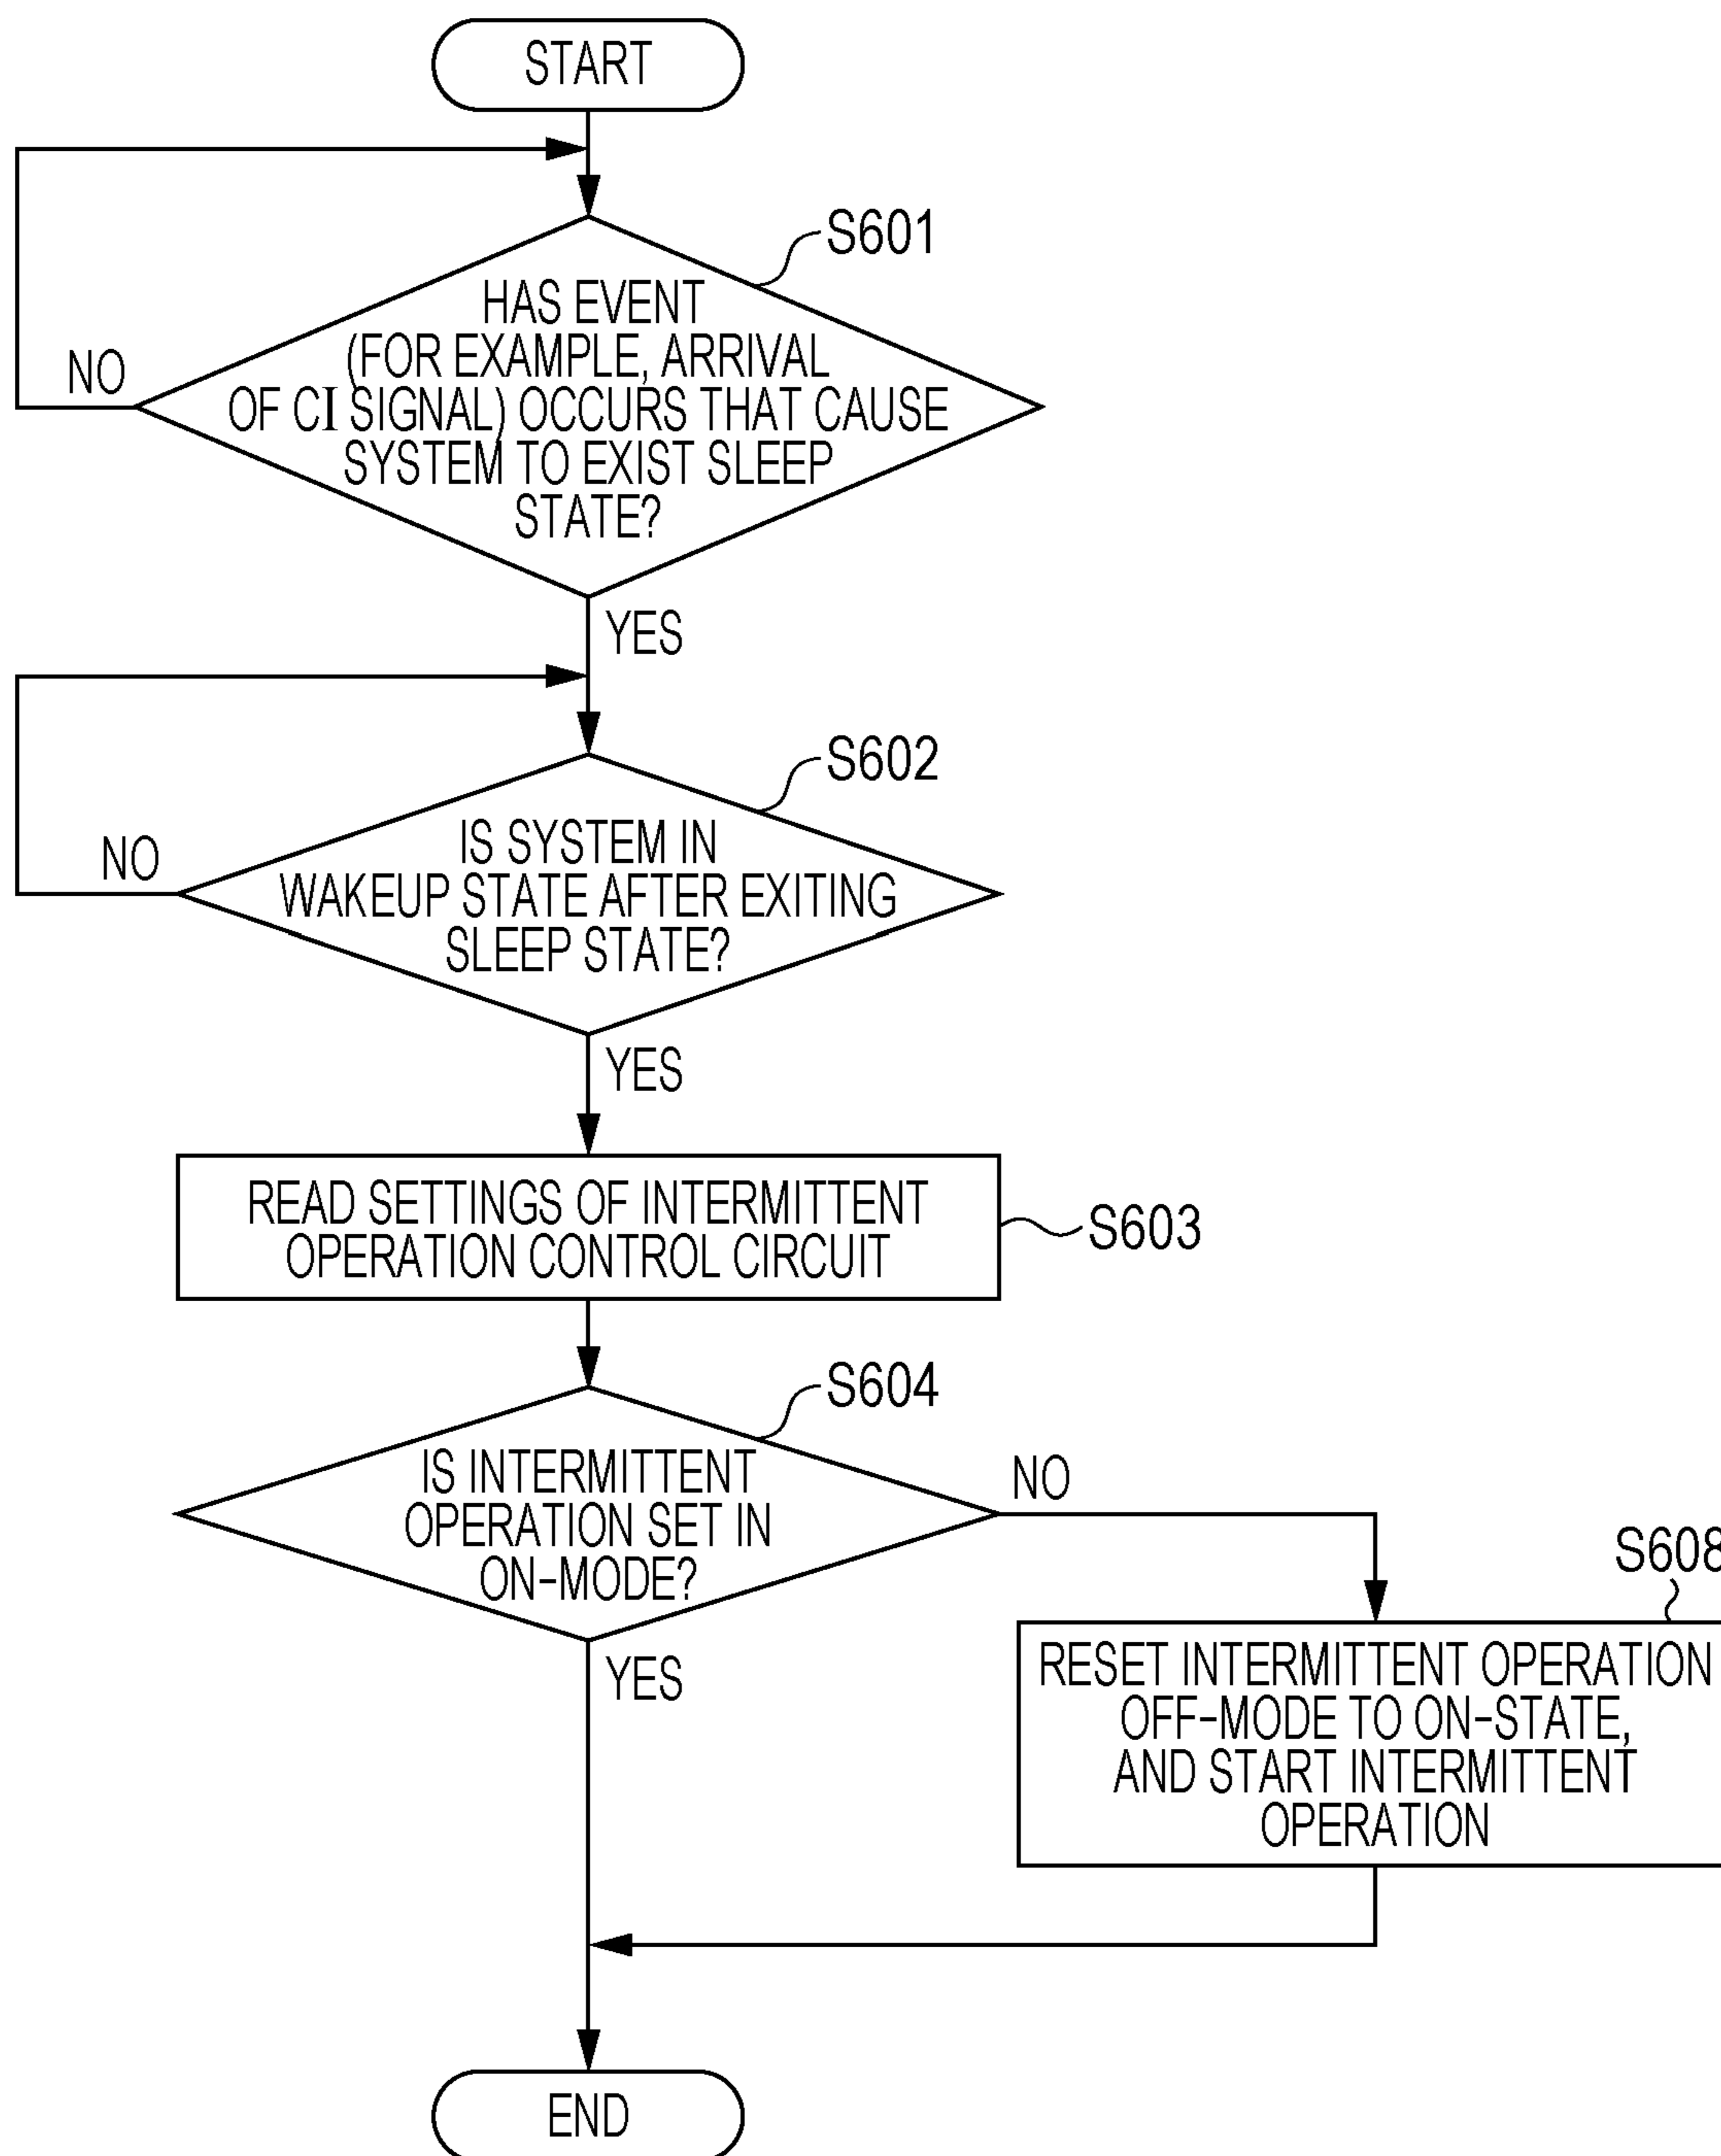 START
S601
HAS EVENT
(FOR EXAMPLE, ARRIVAL
OF CI SIGNAL) OCCURS THAT CAUSE
SYSTEM TO EXIST SLEEP
STATE?
NO
YES
S602
IS SYSTEM IN
WAKEUP STATE AFTER EXITING
SLEEP STATE?
NO
YES
READ SETTINGS OF INTERMITTENT
OPERATION CONTROL CIRCUIT
S603
S604
IS INTERMITTENT
OPERATION SET IN
ON-MODE?
NO
YES
S608
RESET INTERMITTENT OPERATION
OFF-MODE TO ON-STATE,
AND START INTERMITTENT
OPERATION
END